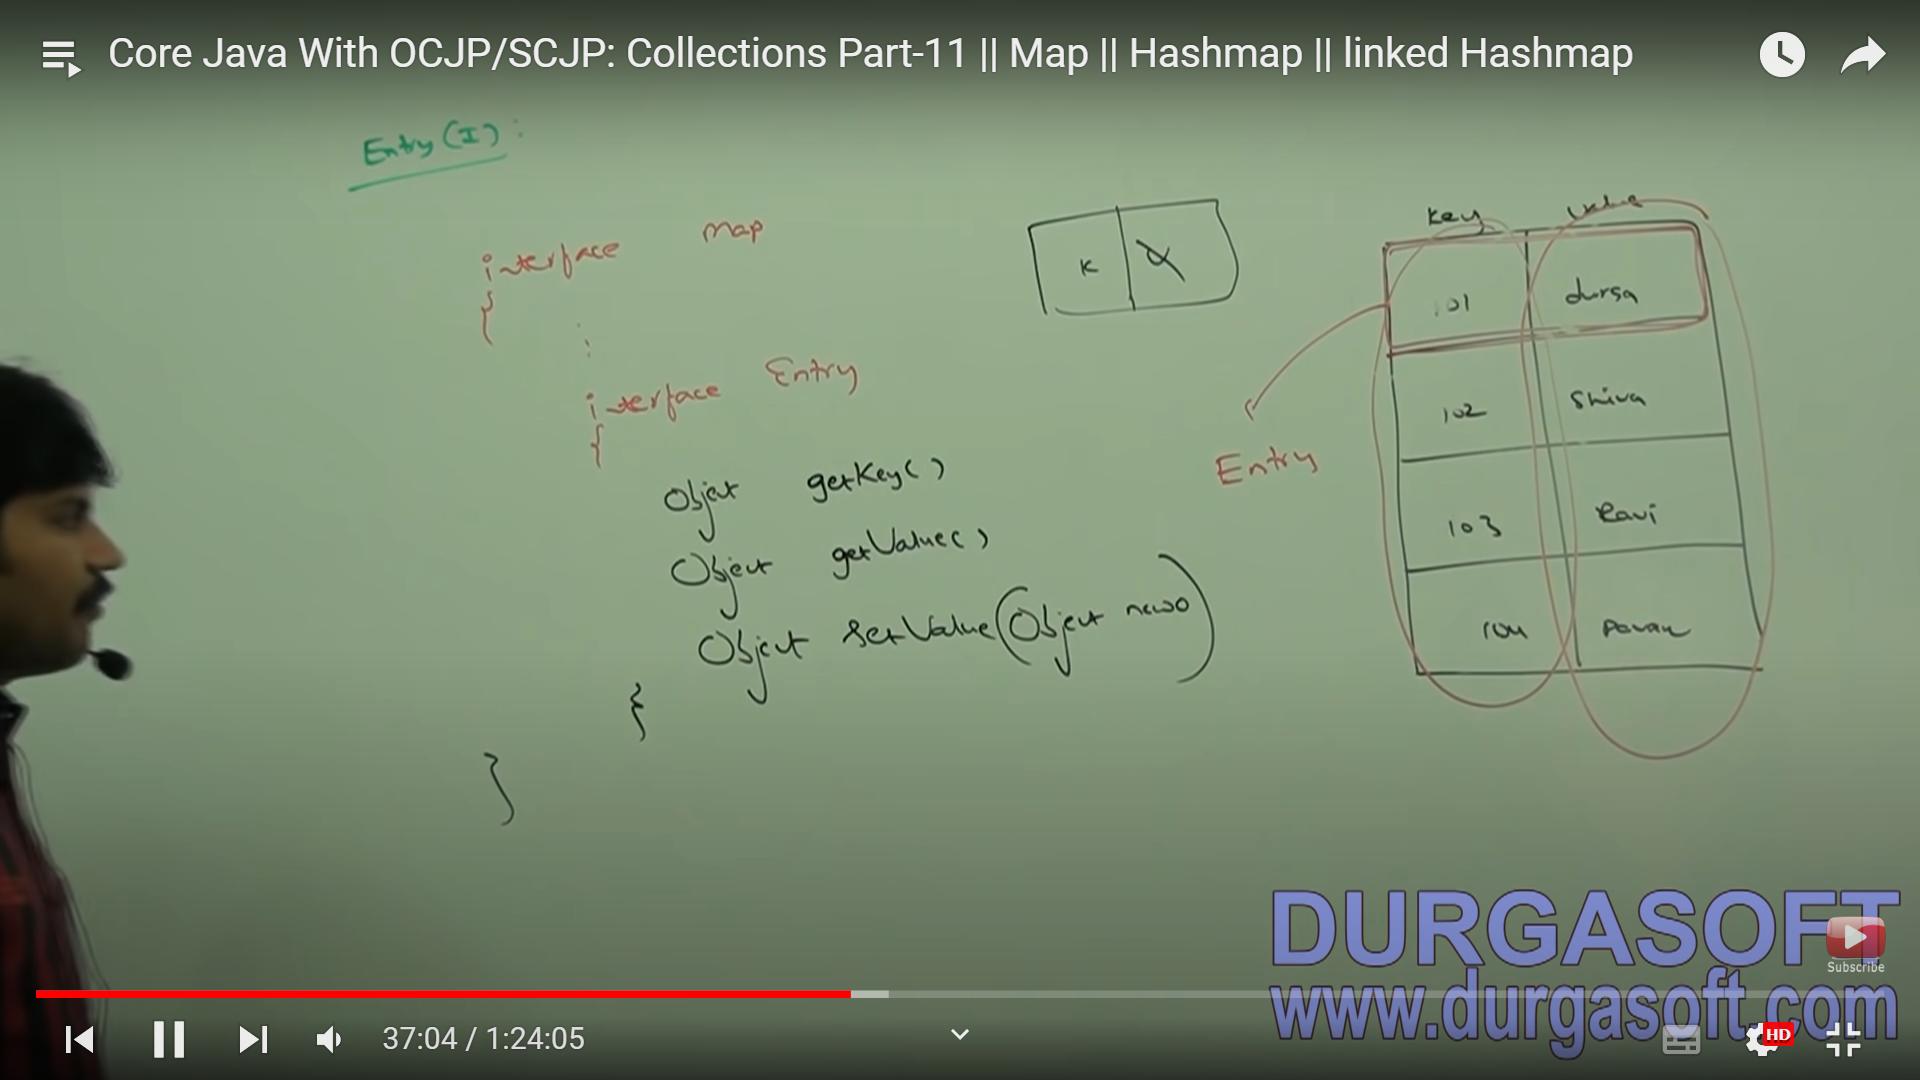 Core Java With OCJP/SCJP: Collections Part-11 || Map || Hashmap || linked Hashmap
Entry(I):
interface Map
{
:
interface Entry
{
Object getKey()
Object getValue()
Object setValue(Object newo)
}
}
K
Key value
101 durga
102 Shiva
103 Ravi
104 Pavan
Entry
DURGASOFT
www.durgasoft.com
Subscribe
37:04 / 1:24:05
HD